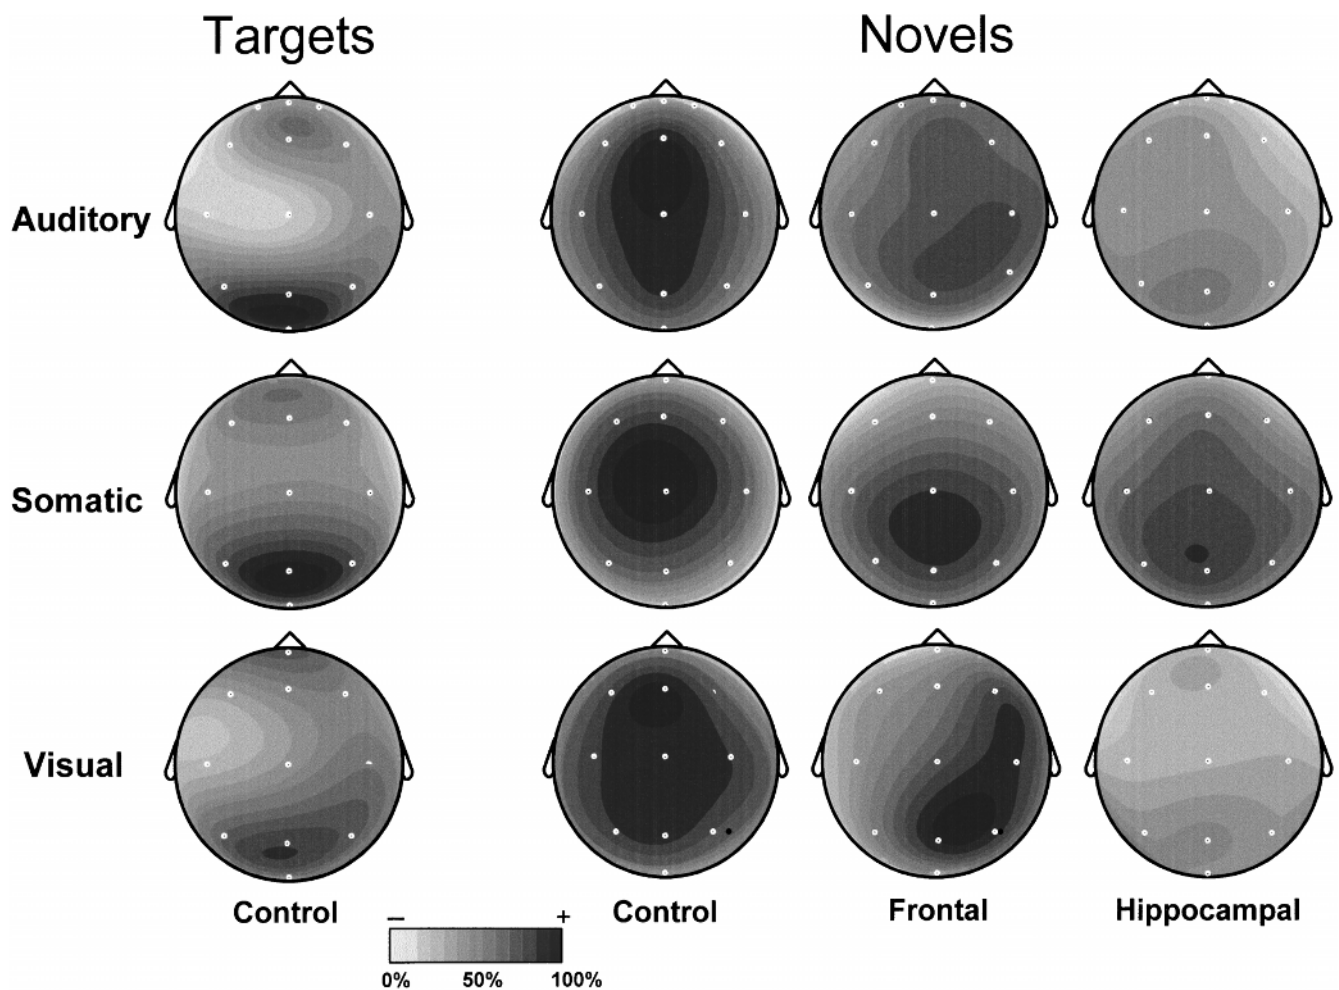 Targets
Novels
Auditory
Somatic
Visual
Control
Control
Frontal
Hippocampal
– +
0% 50% 100%